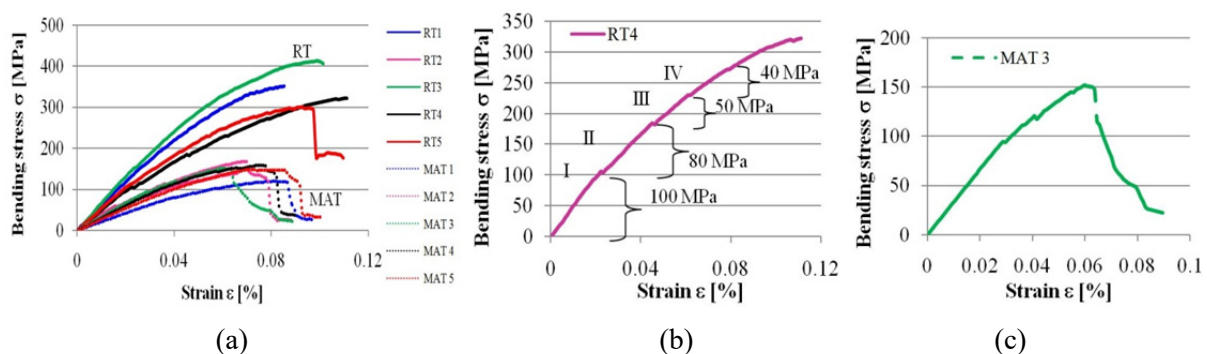 Bending stress σ [MPa]
500
400
300
200
100
0
RT
MAT
0
0.04
0.08
0.12
Strain ε [%]
RT1
RT2
RT3
RT4
RT5
MAT 1
MAT 2
MAT 3
MAT 4
MAT 5
(a)
Bending stress σ [MPa]
350
300
250
200
150
100
50
0
RT4
IV
III
II
I
40 MPa
50 MPa
80 MPa
100 MPa
0
0.04
0.08
0.12
Strain ε [%]
(b)
Bending stress σ [MPa]
200
150
100
50
0
MAT 3
0
0.02
0.04
0.06
0.08
0.1
Strain ε [%]
(c)